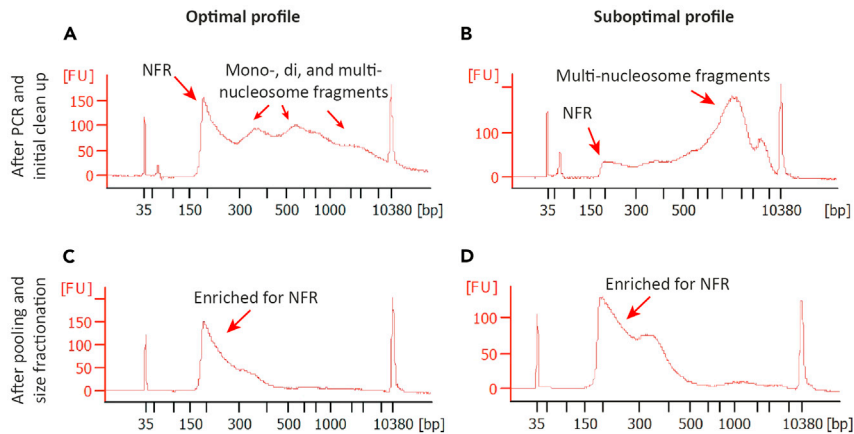 Optimal profile
Suboptimal profile
After PCR and
initial clean up
A
[FU]
150
100
50
0
NFR
Mono-, di, and multi-
nucleosome fragments
35 150 300 500 1000 10380 [bp]
B
[FU]
100
0
Multi-nucleosome fragments
NFR
35 150 300 500 10380 [bp]
After pooling and
size fractionation
C
[FU]
150
100
50
0
Enriched for NFR
35 150 300 500 1000 10380 [bp]
D
[FU]
100
50
0
Enriched for NFR
35 150 300 500 1000 10380 [bp]